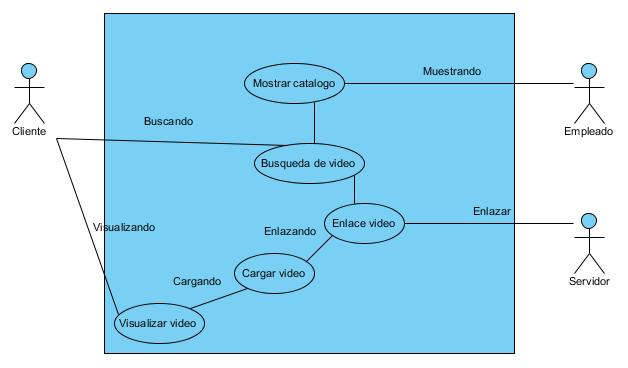 Muestrando
Mostrar catalogo
Cliente
Empleado
Buscando
Busqueda de video
Visualizando
Enlazando
Enlace video
Enlazar
Cargando
Cargar video
Servidor
Visualizar video